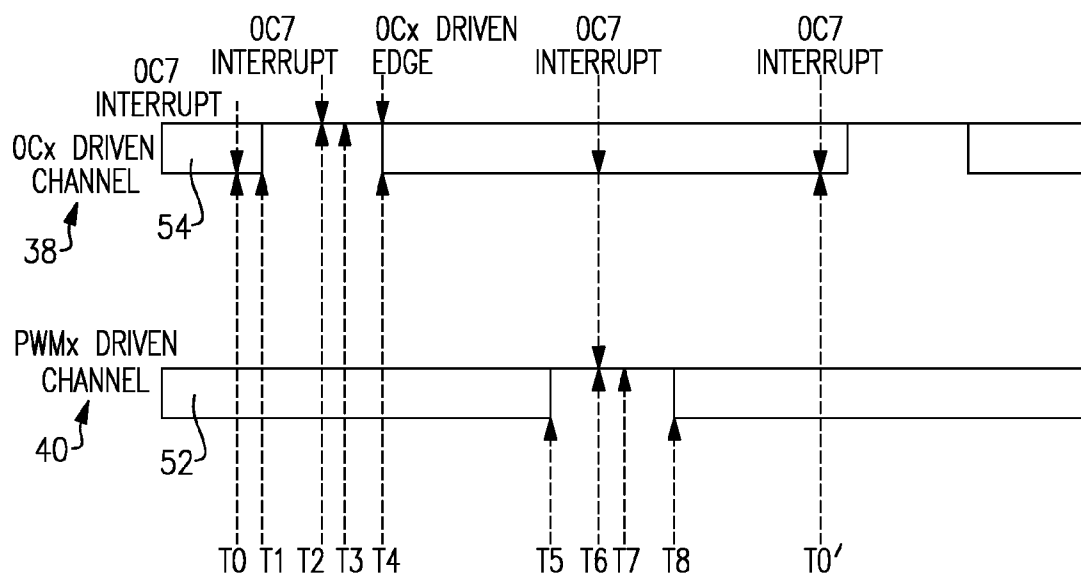 OC7
INTERRUPT
OC7
INTERRUPT
OCx DRIVEN
EDGE
OC7
INTERRUPT
OC7
INTERRUPT
OCx DRIVEN
CHANNEL
38
54
PWMx DRIVEN
CHANNEL
40
52
T0 T1 T2 T3 T4 T5 T6 T7 T8 T0′